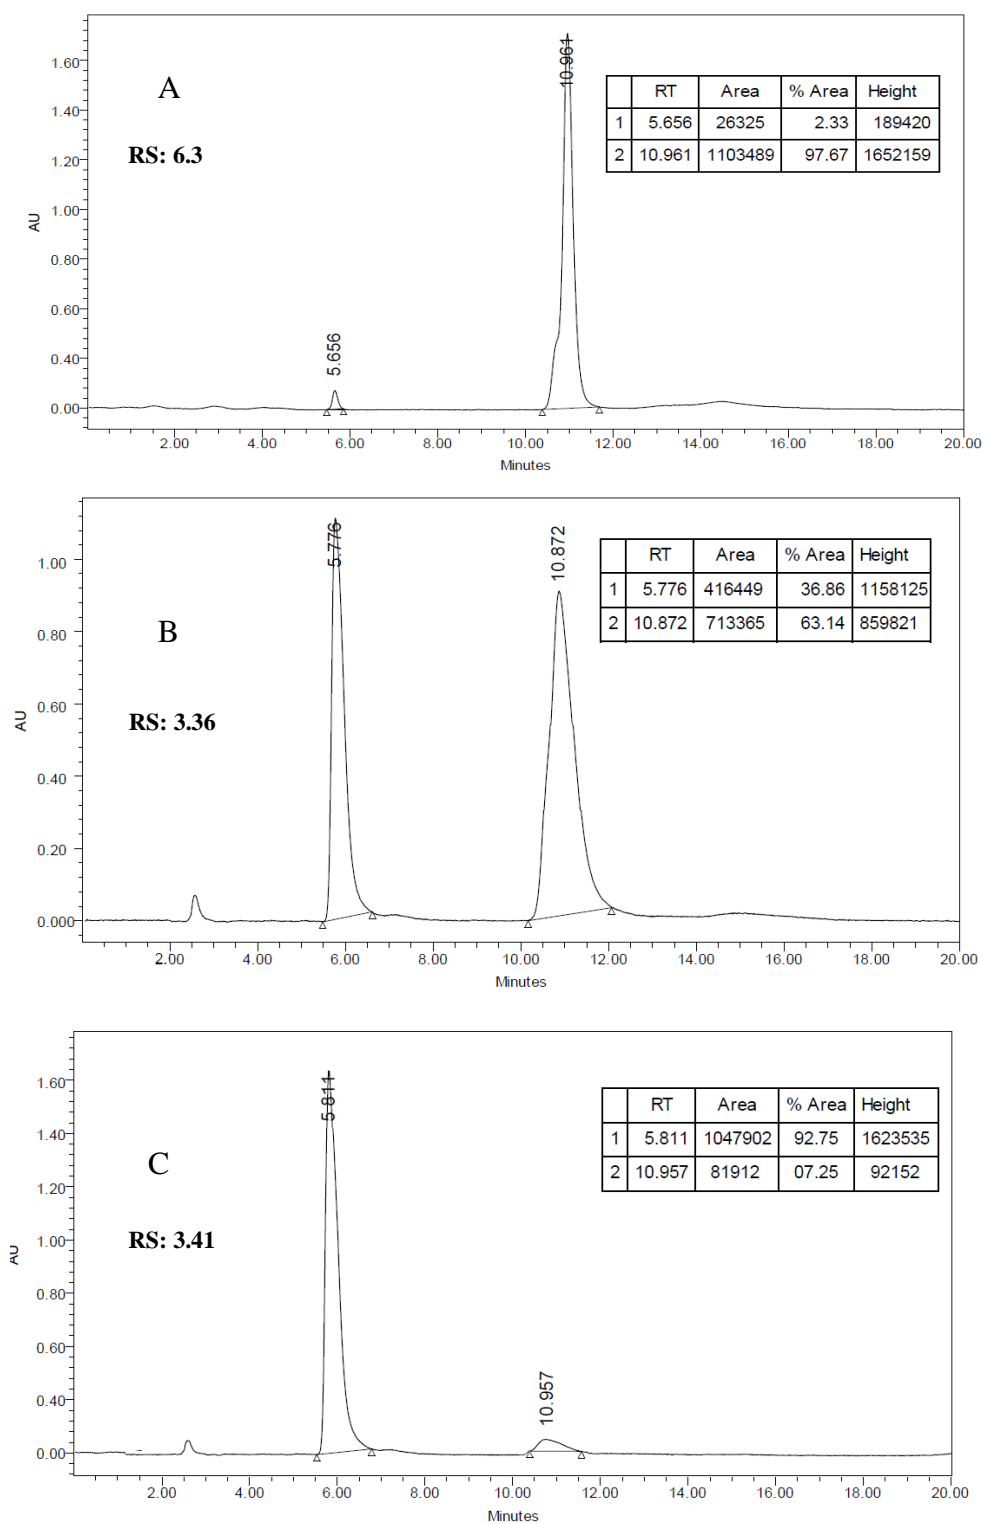 A
RS: 6.3
10.961
5.656
RT Area % Area Height
1 5.656 26325 2.33 189420
2 10.961 1103489 97.67 1652159
AU
1.60
1.40
1.20
1.00
0.80
0.60
0.40
0.00
2.00 4.00 6.00 8.00 10.00 12.00 14.00 16.00 18.00 20.00
Minutes
B
RS: 3.36
5.776
10.872
RT Area % Area Height
1 5.776 416449 36.86 1158125
2 10.872 713365 63.14 859821
AU
1.00
0.80
0.60
0.40
0.20
0.000
2.00 4.00 6.00 8.00 10.00 12.00 14.00 16.00 18.00 20.00
Minutes
C
RS: 3.41
5.811
10.957
RT Area % Area Height
1 5.811 1047902 92.75 1623535
2 10.957 81912 07.25 92152
AU
1.60
1.40
1.20
1.00
0.80
0.60
0.40
0.00
2.00 4.00 6.00 8.00 10.00 12.00 14.00 16.00 18.00 20.00
Minutes